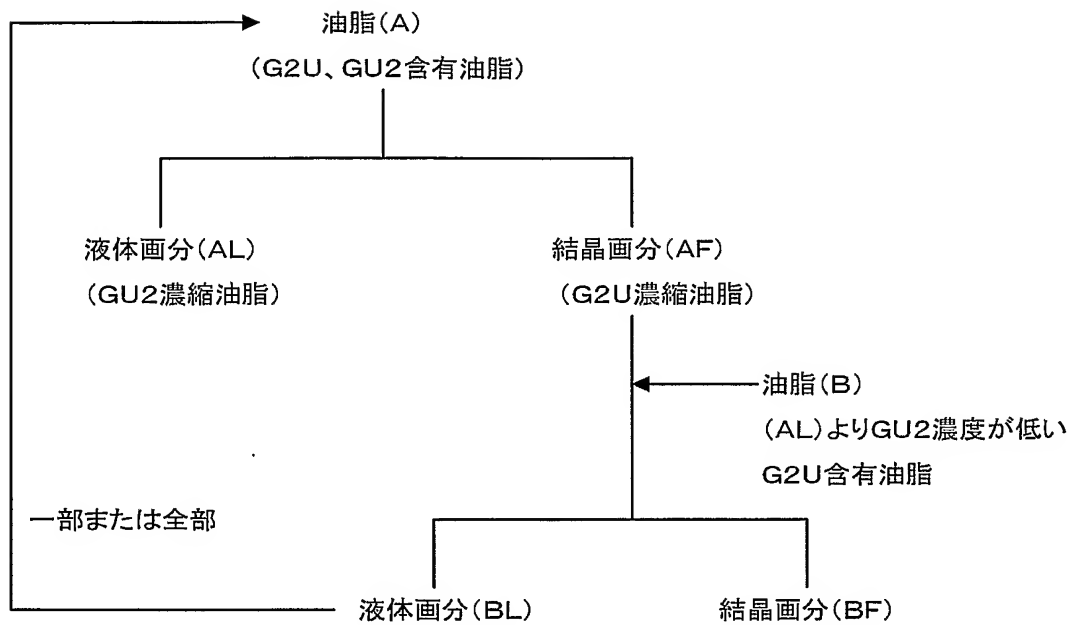 油脂(A)
(G2U、GU2含有油脂)
液体画分(AL)
(GU2濃縮油脂)
結晶画分(AF)
(G2U濃縮油脂)
油脂(B)
(AL)よりGU2濃度が低い
G2U含有油脂
一部または全部
液体画分(BL)
結晶画分(BF)